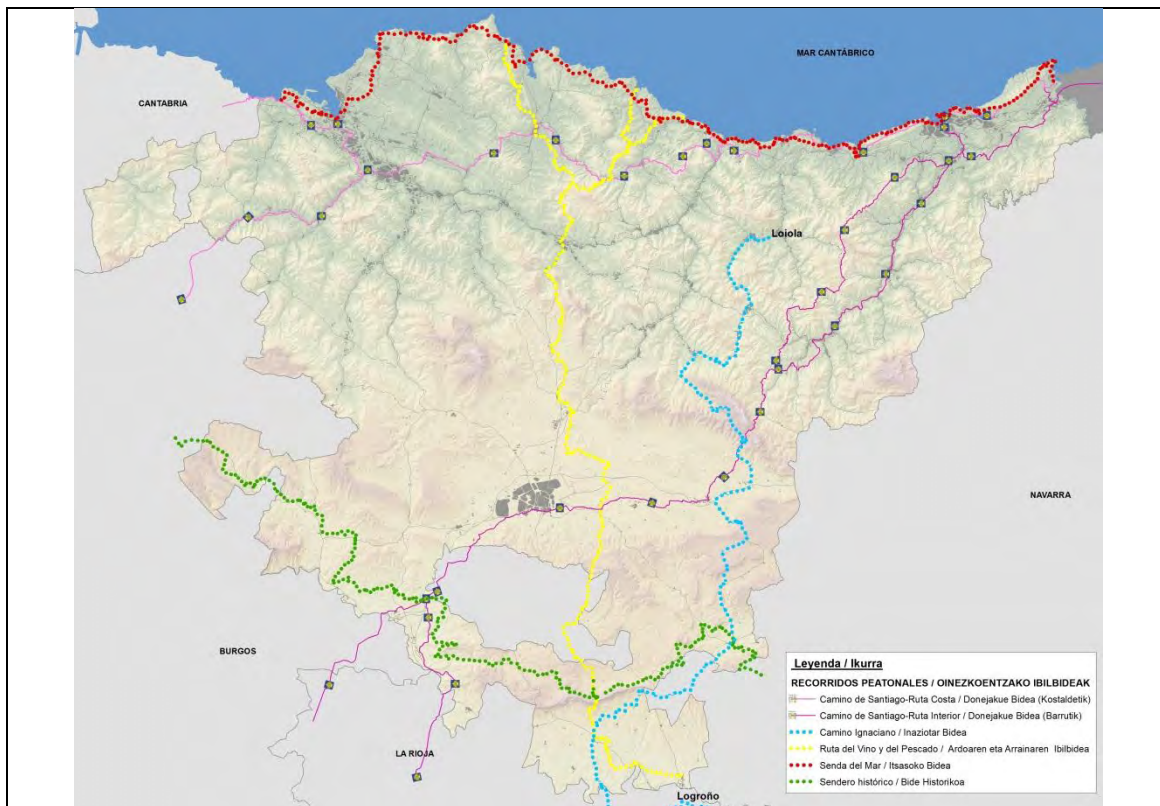 MAR CANTÁBRICO
CANTABRIA
Loiola
NAVARRA
BURGOS
LA RIOJA
Logroño
Leyenda / Ikurra
RECORRIDOS PEATONALES / OINEZKOENTZAKO IBILBIDEAK
Camino de Santiago-Ruta Costa / Donejakue Bidea (Kostaldetik)
Camino de Santiago-Ruta Interior / Donejakue Bidea (Barrutik)
Camino Ignaciano / Inaziotar Bidea
Ruta del Vino y del Pescado / Ardoaren eta Arrainaren Ibilbidea
Senda del Mar / Itsasoko Bidea
Sendero histórico / Bide Historikoa